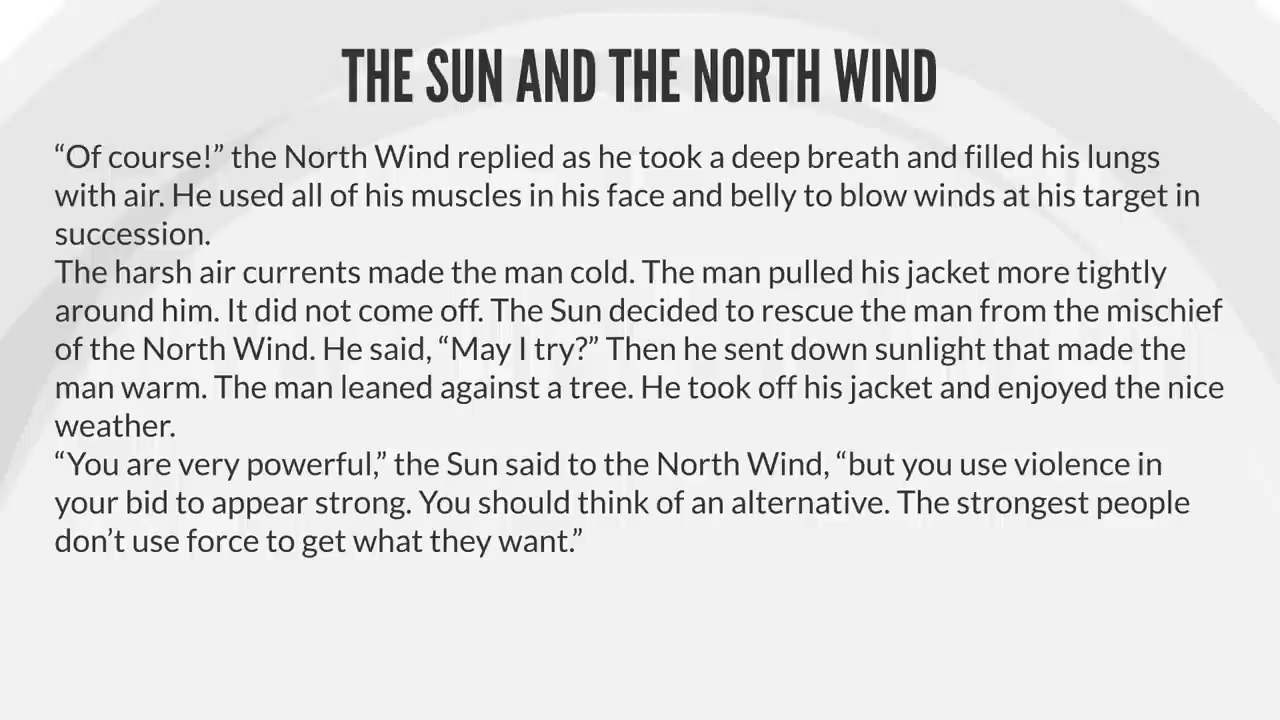 THE SUN AND THE NORTH WIND
“Of course!” the North Wind replied as he took a deep breath and filled his lungs
with air. He used all of his muscles in his face and belly to blow winds at his target in
succession.
The harsh air currents made the man cold. The man pulled his jacket more tightly
around him. It did not come off. The Sun decided to rescue the man from the mischief
of the North Wind. He said, “May I try?” Then he sent down sunlight that made the
man warm. The man leaned against a tree. He took off his jacket and enjoyed the nice
weather.
“You are very powerful,” the Sun said to the North Wind, “but you use violence in
your bid to appear strong. You should think of an alternative. The strongest people
don’t use force to get what they want.”